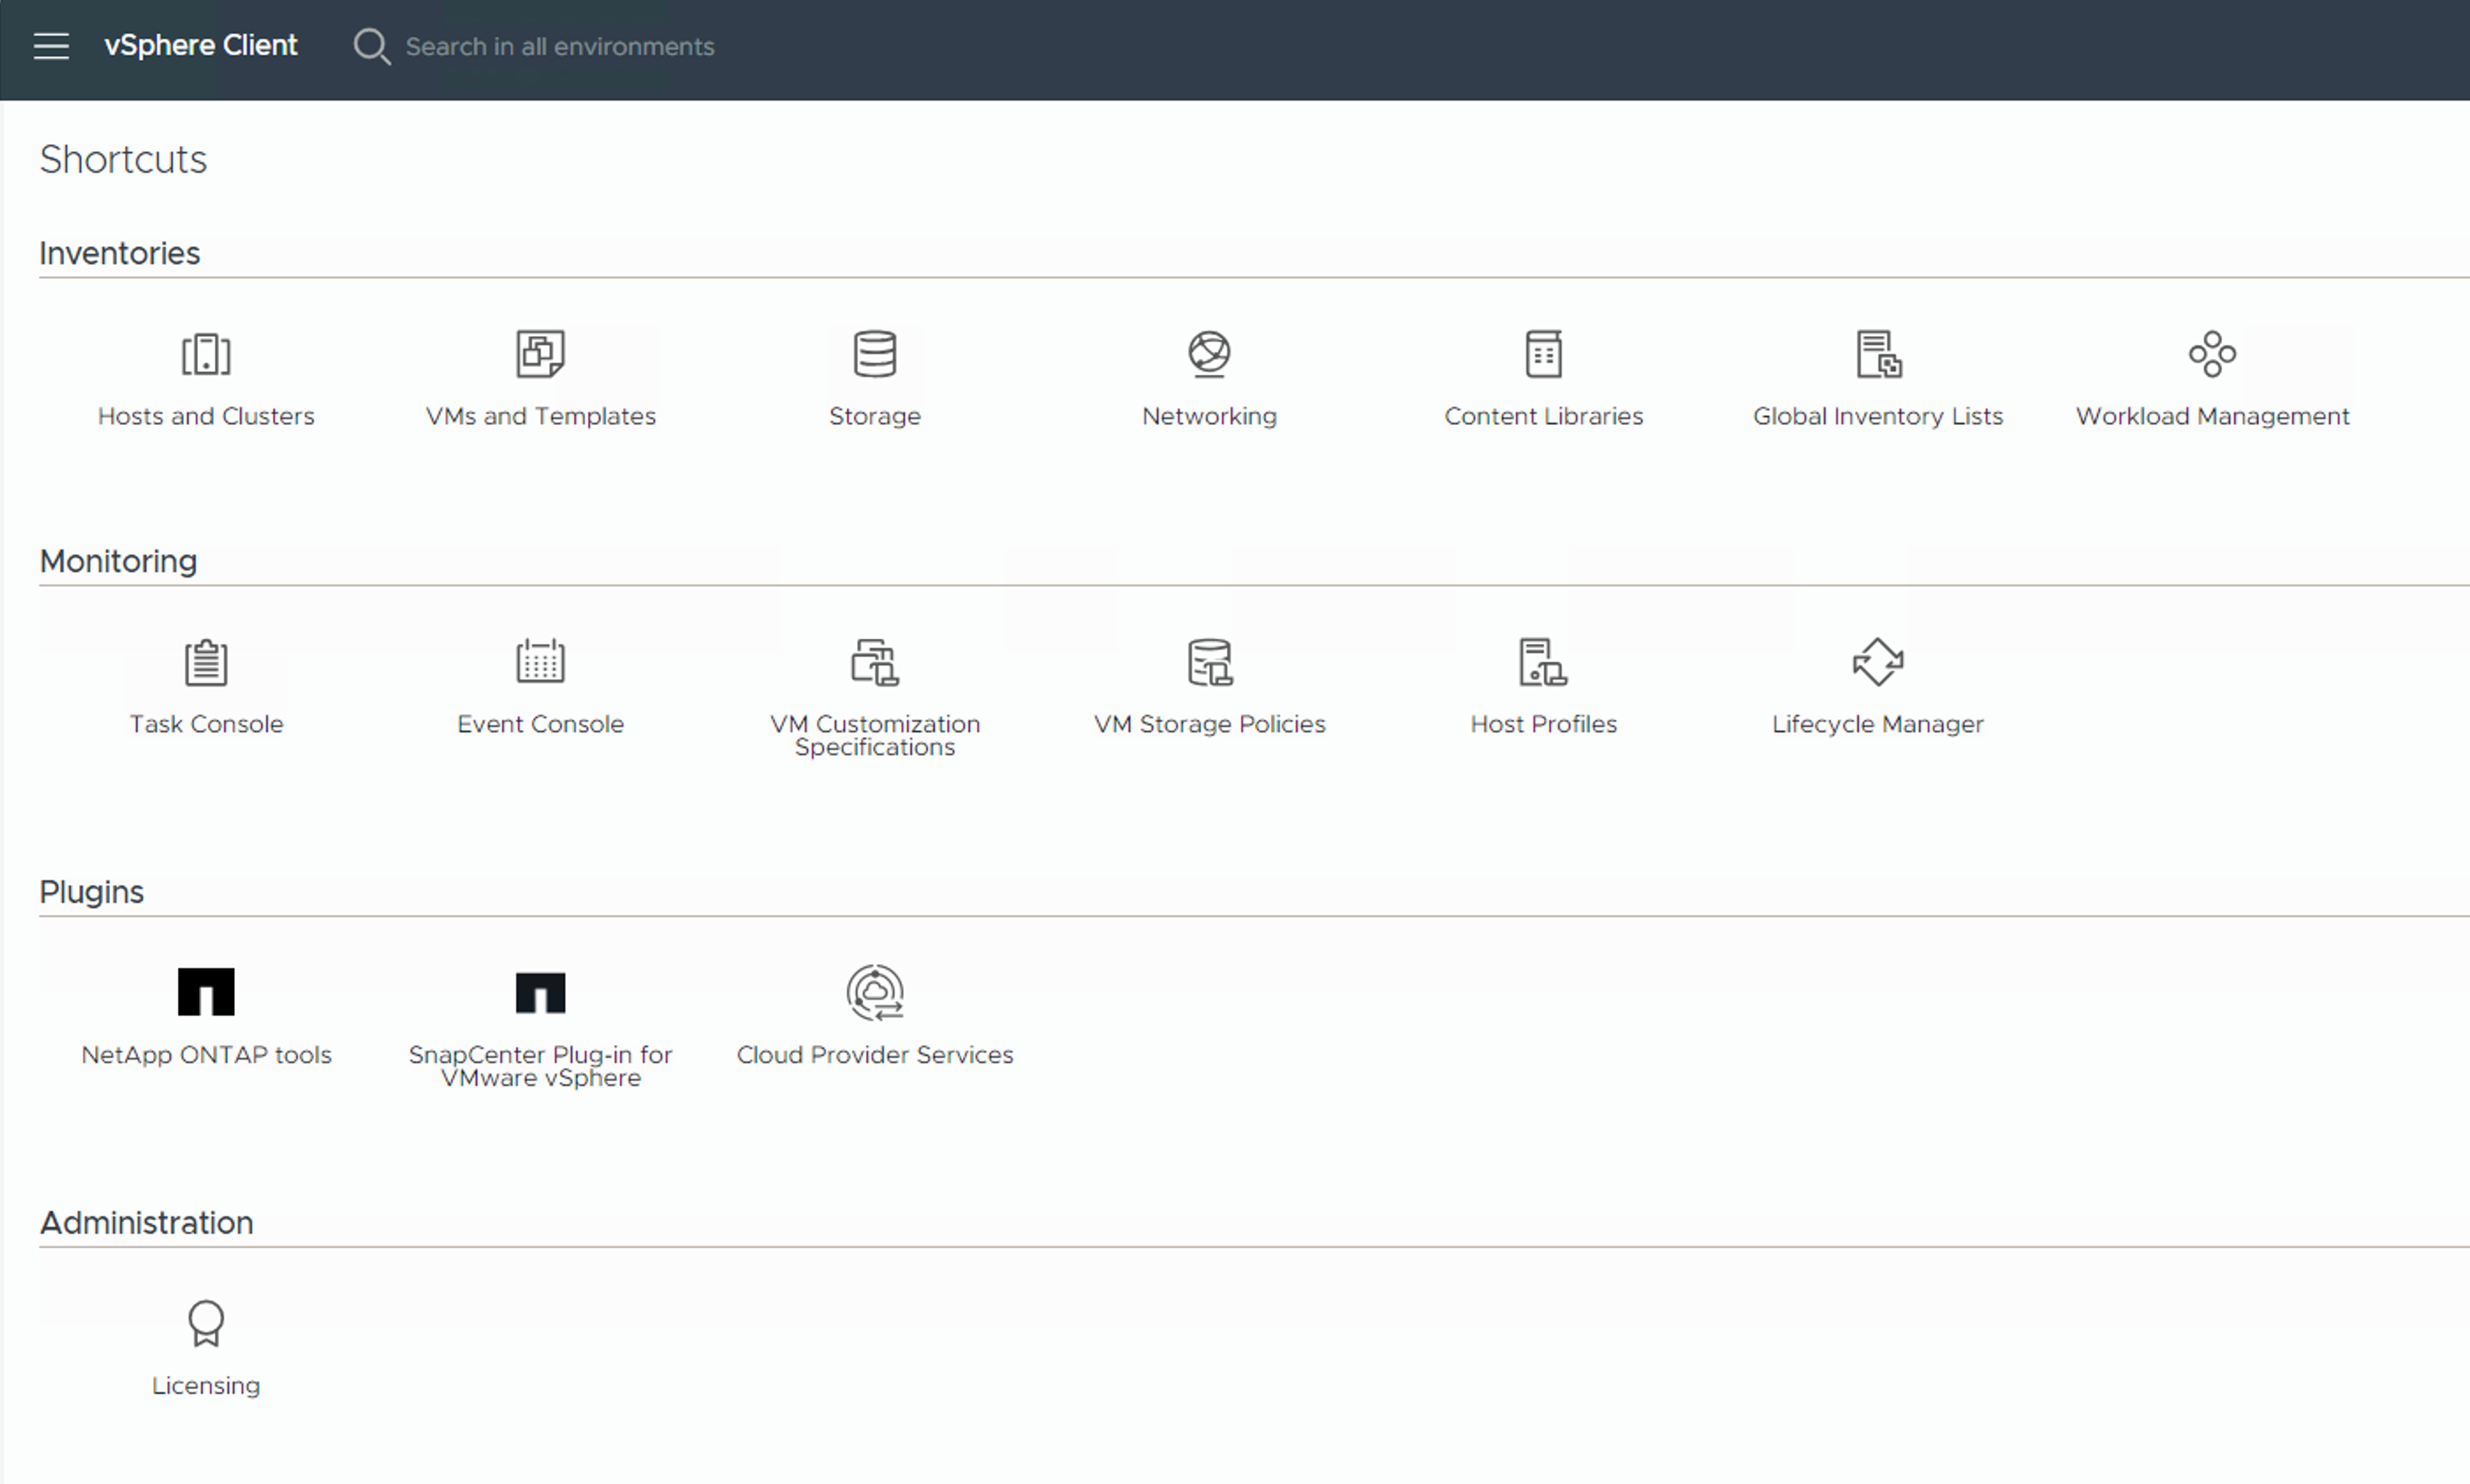 vSphere Client
Search in all environments
Shortcuts
Inventories
Hosts and Clusters
VMs and Templates
Storage
Networking
Content Libraries
Global Inventory Lists
Workload Management
Monitoring
Task Console
Event Console
VM Customization
Specifications
VM Storage Policies
Host Profiles
Lifecycle Manager
Plugins
NetApp ONTAP tools
SnapCenter Plug-in for
VMware vSphere
Cloud Provider Services
Administration
Licensing